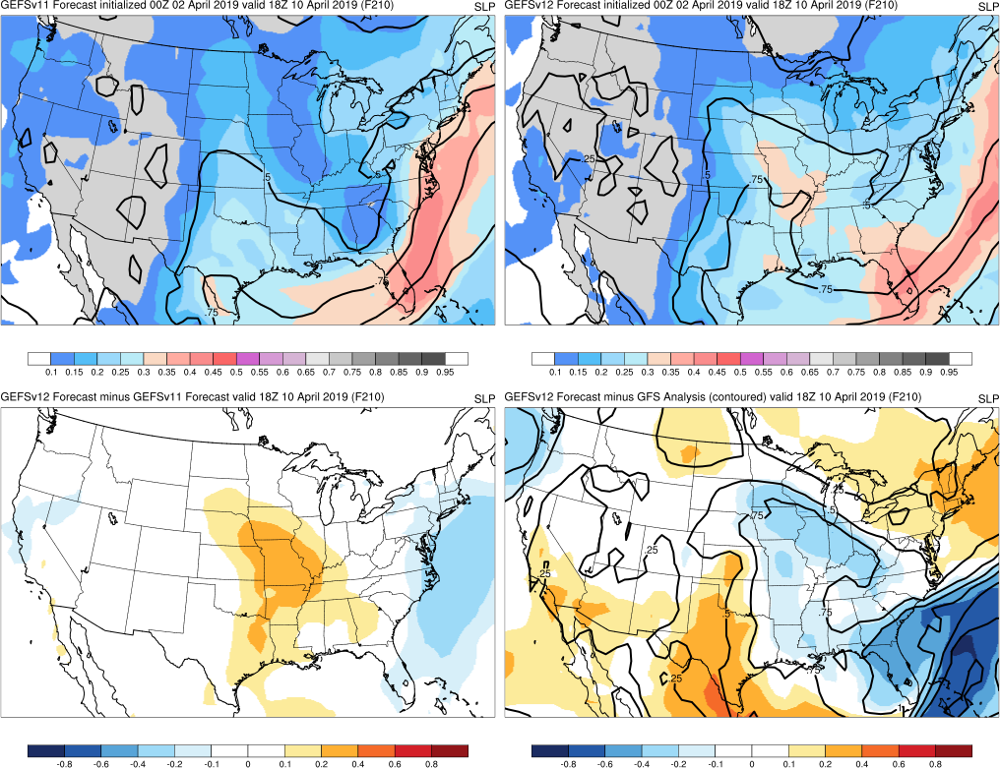 GEFSv11 Forecast initialized 00Z 02 April 2019 valid 18Z 10 April 2019 (F210) SLP
.5
.5
.75
.75
0.1 0.15 0.2 0.25 0.3 0.35 0.4 0.45 0.5 0.55 0.6 0.65 0.7 0.75 0.8 0.85 0.9 0.95
GEFSv12 Forecast initialized 00Z 02 April 2019 valid 18Z 10 April 2019 (F210) SLP
.25
.5
.75
.5
.75
0.1 0.15 0.2 0.25 0.3 0.35 0.4 0.45 0.5 0.55 0.6 0.65 0.7 0.75 0.8 0.85 0.9 0.95
GEFSv12 Forecast minus GEFSv11 Forecast valid 18Z 10 April 2019 (F210) SLP
-0.8 -0.6 -0.4 -0.2 -0.1 0 0.1 0.2 0.4 0.6 0.8
GEFSv12 Forecast minus GFS Analysis (contoured) valid 18Z 10 April 2019 (F210) SLP
.25
.5
.75
.25
.25
.5
.75
.25
.75
1
-0.8 -0.6 -0.4 -0.2 -0.1 0 0.1 0.2 0.4 0.6 0.8